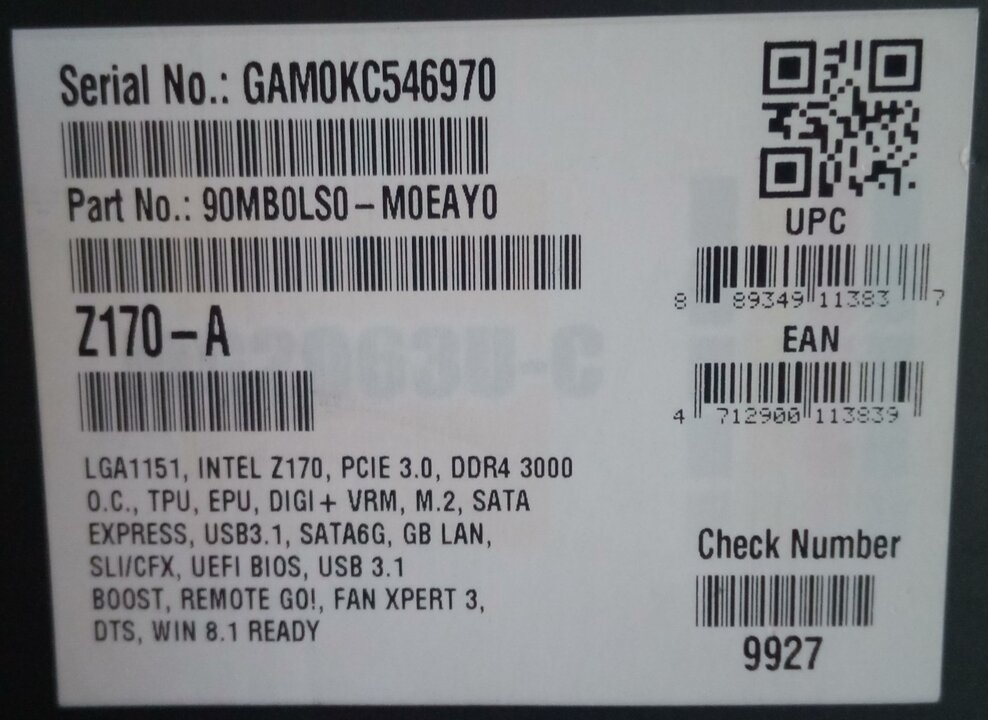 Serial No.: GAM0KC546970
Part No.: 90MB0LS0-M0EAY0
Z170-A
LGA1151, INTEL Z170, PCIE 3.0, DDR4 3000
O.C., TPU, EPU, DIGI+ VRM, M.2, SATA
EXPRESS, USB3.1, SATA6G, GB LAN,
SLI/CFX, UEFI BIOS, USB 3.1
BOOST, REMOTE GO!, FAN XPERT 3,
DTS, WIN 8.1 READY
UPC
8 89349 11383 7
EAN
4 712900 113839
Check Number
9927